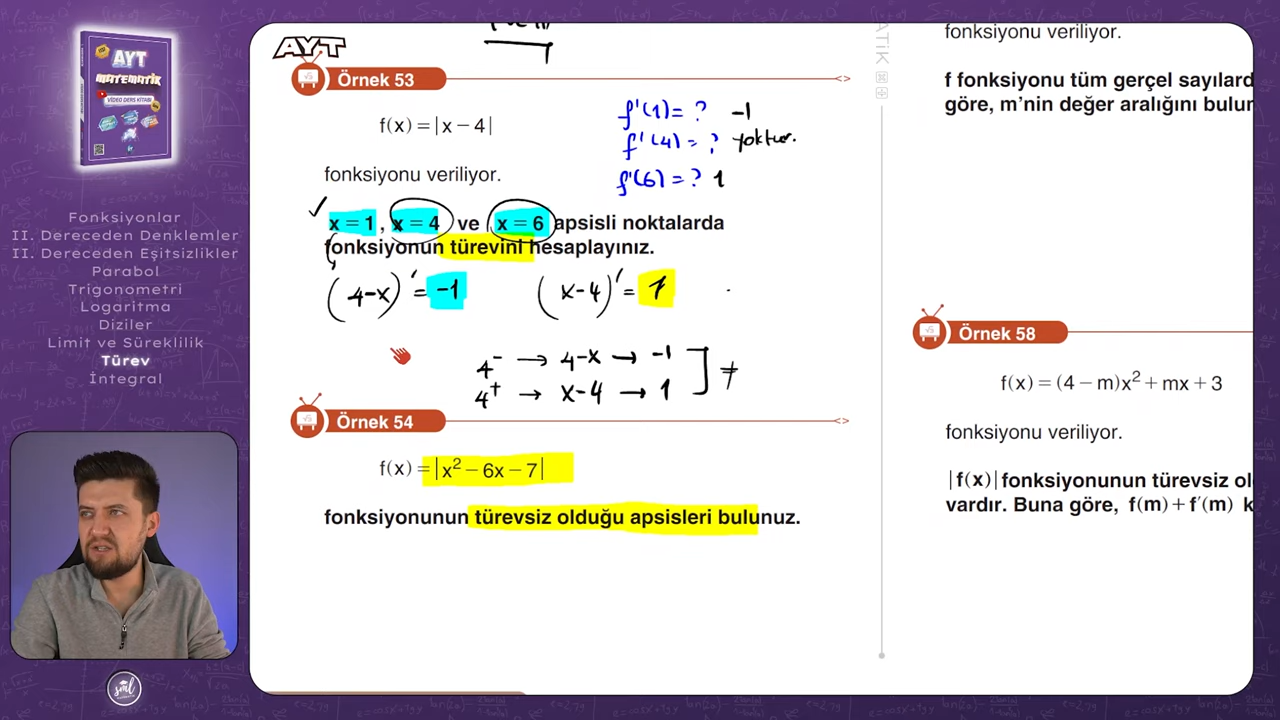 AYT
MATEMATİK
VİDEO DERS KİTABI
Fonksiyonlar
II. Dereceden Denklemler
II. Dereceden Eşitsizlikler
Parabol
Trigonometri
Logaritma
Diziler
Limit ve Süreklilik
Türev
İntegral
sml
AYT
Örnek 53
f(x) = |x − 4|
f'(1) = ? -1
f'(4) = ? yoktur.
f'(6) = ? 1
fonksiyonu veriliyor.
x = 1, x = 4 ve x = 6 apsisli noktalarda
fonksiyonun türevini hesaplayınız.
(4-x)' = -1 (x-4)' = 1
4⁻ → 4-x → -1
4⁺ → x-4 → 1 ] ≠
Örnek 54
f(x) = |x² − 6x − 7|
fonksiyonunun türevsiz olduğu apsisleri bulunuz.
fonksiyonu veriliyor.
f fonksiyonu tüm gerçel sayılard
göre, m'nin değer aralığını bulun
Örnek 58
f(x) = (4 − m)x² + mx + 3
fonksiyonu veriliyor.
|f(x)| fonksiyonunun türevsiz ol
vardır. Buna göre, f(m) + f'(m) k